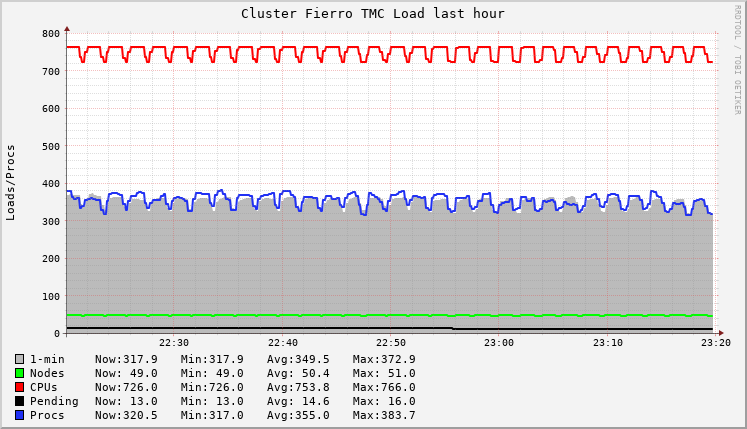 Cluster Fierro TMC Load last hour
RRDTOOL / TOBI OETIKER
Loads/Procs
800
700
600
500
400
300
200
100
0
22:30 22:40 22:50 23:00 23:10 23:20
1-min Now:317.9 Min:317.9 Avg:349.5 Max:372.9
Nodes Now: 49.0 Min: 49.0 Avg: 50.4 Max: 51.0
CPUs Now:726.0 Min:726.0 Avg:753.8 Max:766.0
Pending Now: 13.0 Min: 13.0 Avg: 14.6 Max: 16.0
Procs Now:320.5 Min:317.0 Avg:355.0 Max:383.7